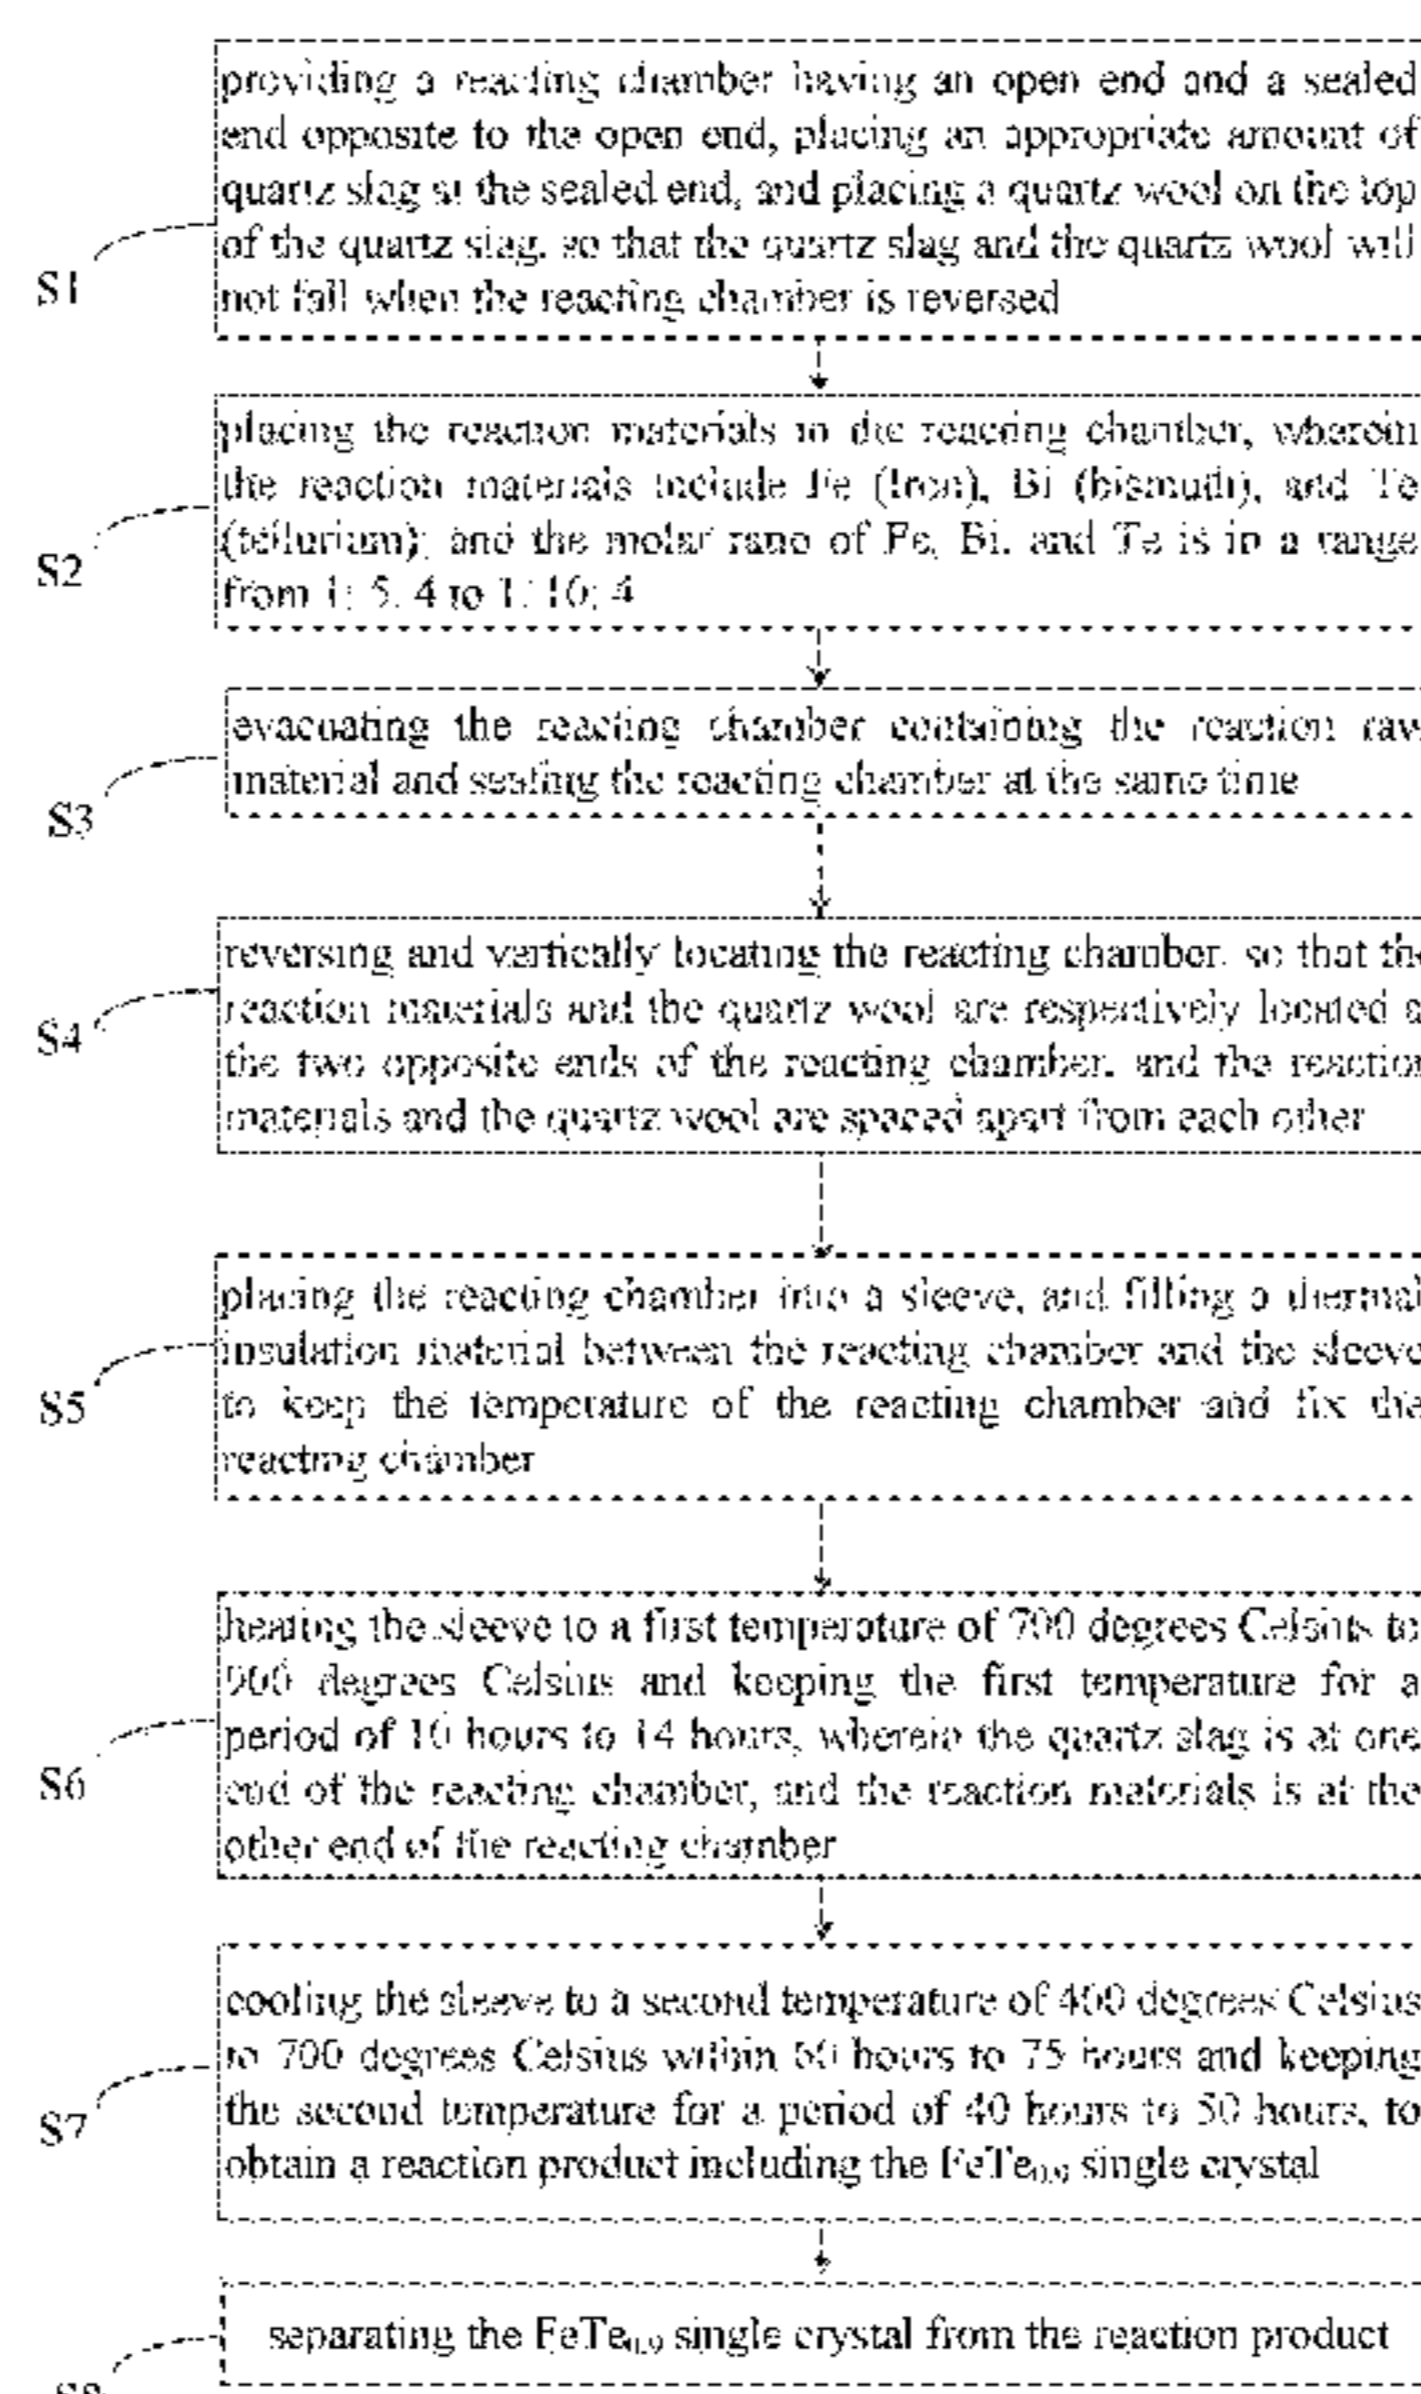 providing a reacting chamber having an open end and a sealed
end opposite to the open end, placing an appropriate amount of
quartz slag at the sealed end, and placing a quartz wool on the top
of the quartz slag, so that the quartz slag and the quartz wool will
not fall when the reacting chamber is reversed
S1
placing the reaction materials in the reacting chamber, wherein
the reaction materials include Fe (Iron), Bi (bismuth), and Te
(tellurium); and the molar ratio of Fe, Bi, and Te is in a range
from 1: 5: 4 to 1: 10: 4
S2
evacuating the reacting chamber containing the reaction raw
material and sealing the reacting chamber at the same time
S3
reversing and vertically locating the reacting chamber, so that the
reaction materials and the quartz wool are respectively located a
the two opposite ends of the reacting chamber, and the reaction
materials and the quartz wool are spaced apart from each other
S4
placing the reacting chamber into a sleeve, and filling a thermal
insulation material between the reacting chamber and the sleeve
to keep the temperature of the reacting chamber and fix the
reacting chamber
S5
heating the sleeve to a first temperature of 700 degrees Celsius to
900 degrees Celsius and keeping the first temperature for a
period of 10 hours to 14 hours, wherein the quartz slag is at one
end of the reacting chamber, and the reaction materials is at the
other end of the reacting chamber
S6
cooling the sleeve to a second temperature of 400 degrees Celsius
to 700 degrees Celsius within 60 hours to 75 hours and keeping
the second temperature for a period of 40 hours to 50 hours, to
obtain a reaction product including the FeTe0.9 single crystal
S7
separating the FeTe0.9 single crystal from the reaction product